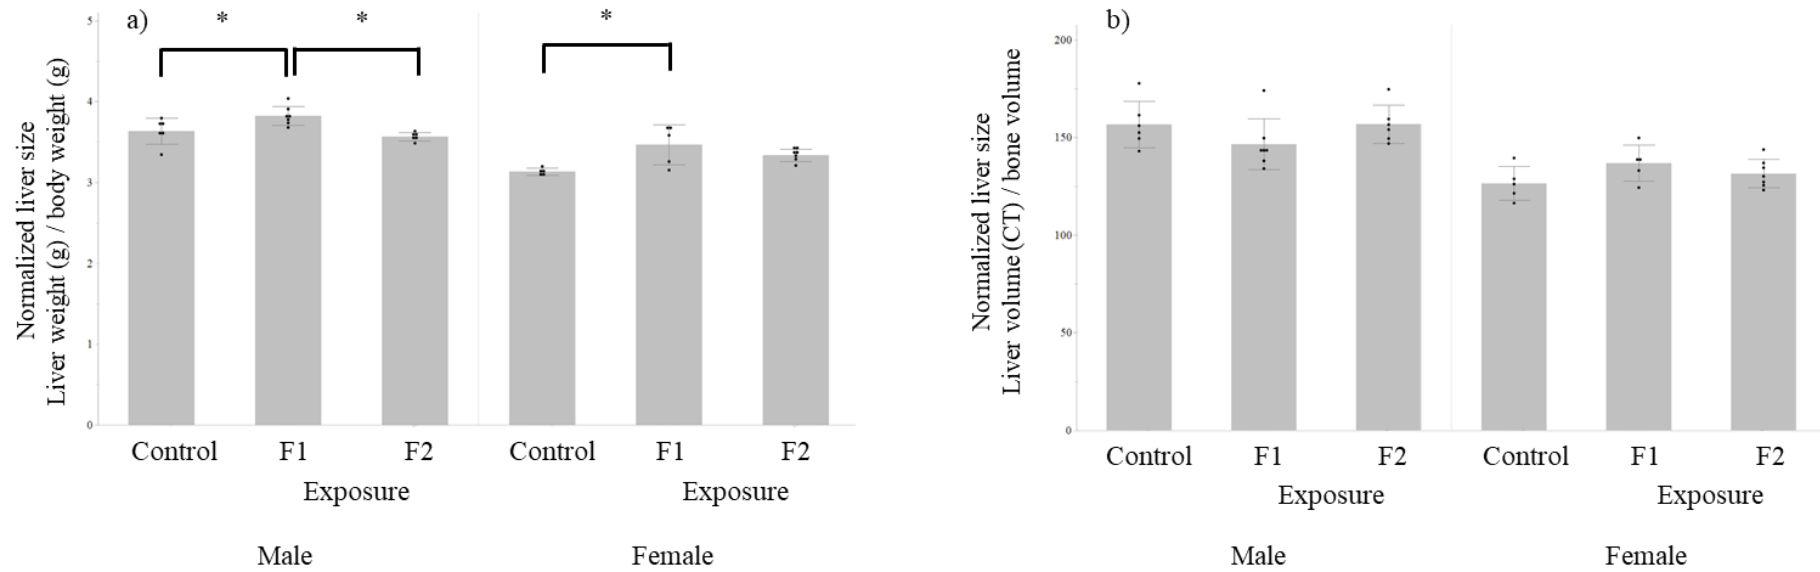 a)
* * *
Normalized liver size
Liver weight (g) / body weight (g)
5
4
3
2
1
0
Control F1 F2 Control F1 F2
Exposure Exposure
Male Female
b)
Normalized liver size
Liver volume (CT) / bone volume
200
150
100
50
0
Control F1 F2 Control F1 F2
Exposure Exposure
Male Female